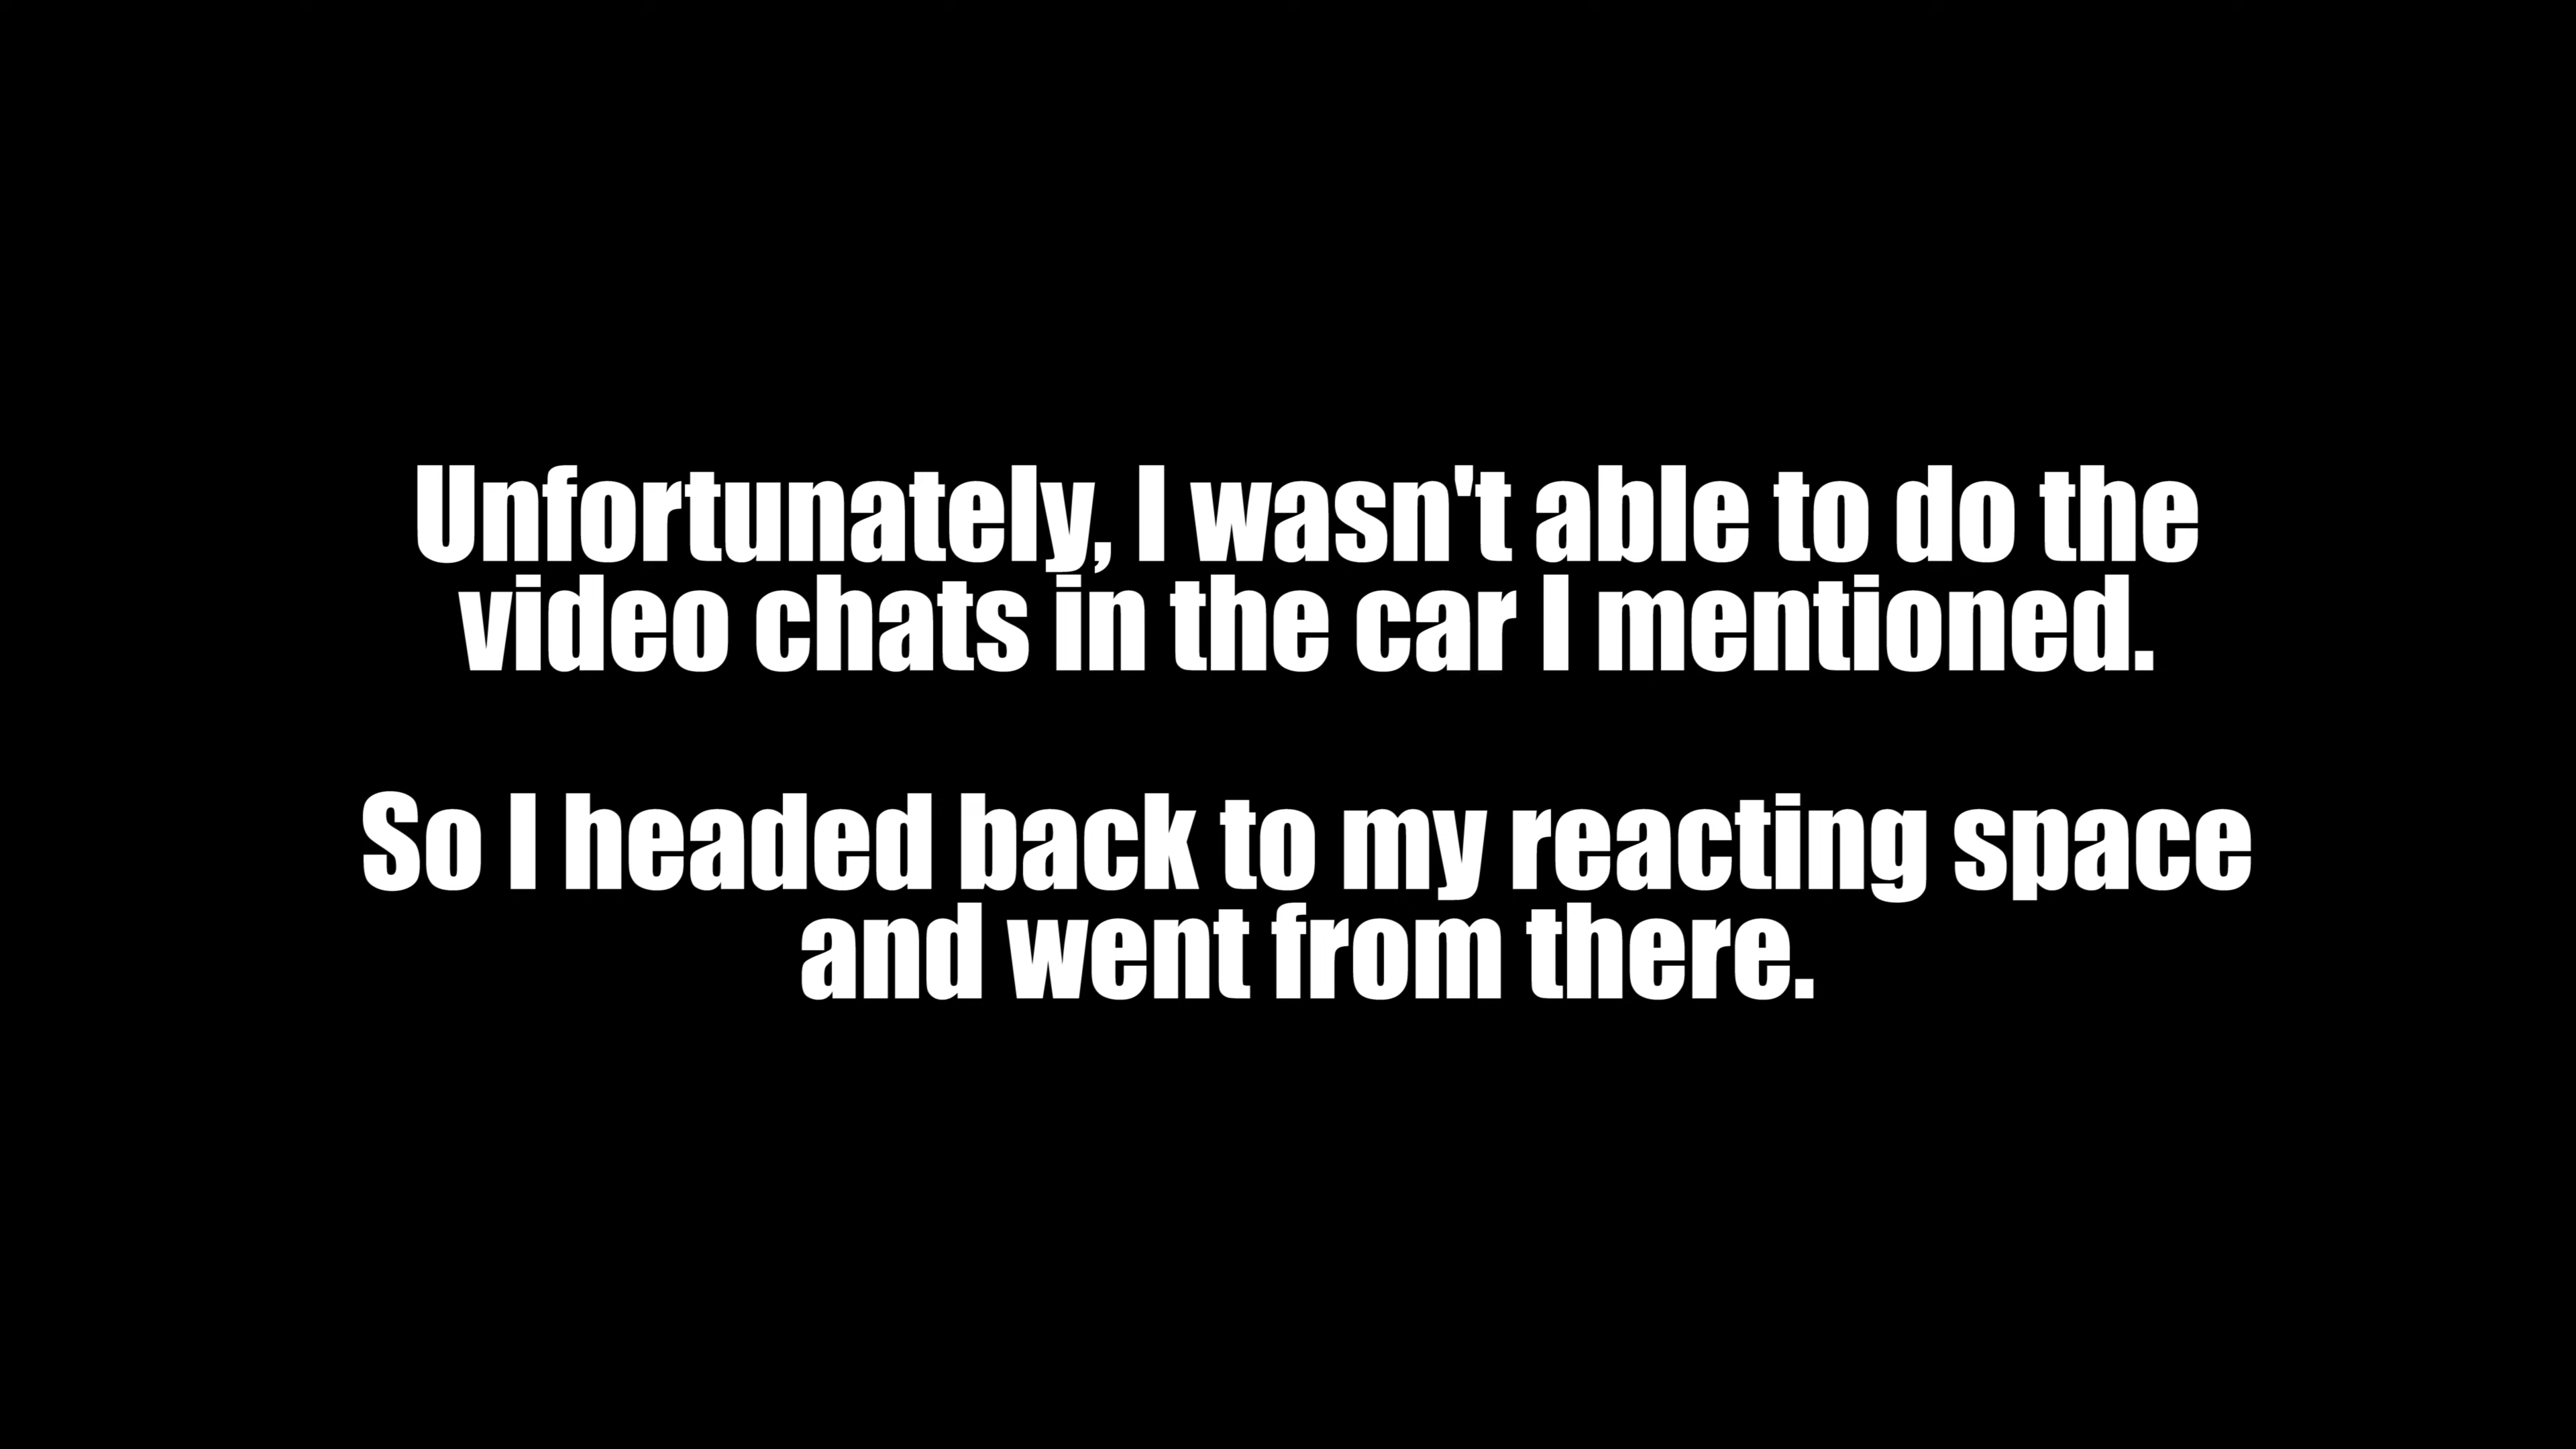 Unfortunately, I wasn't able to do the
video chats in the car I mentioned.
So I headed back to my reacting space
and went from there.